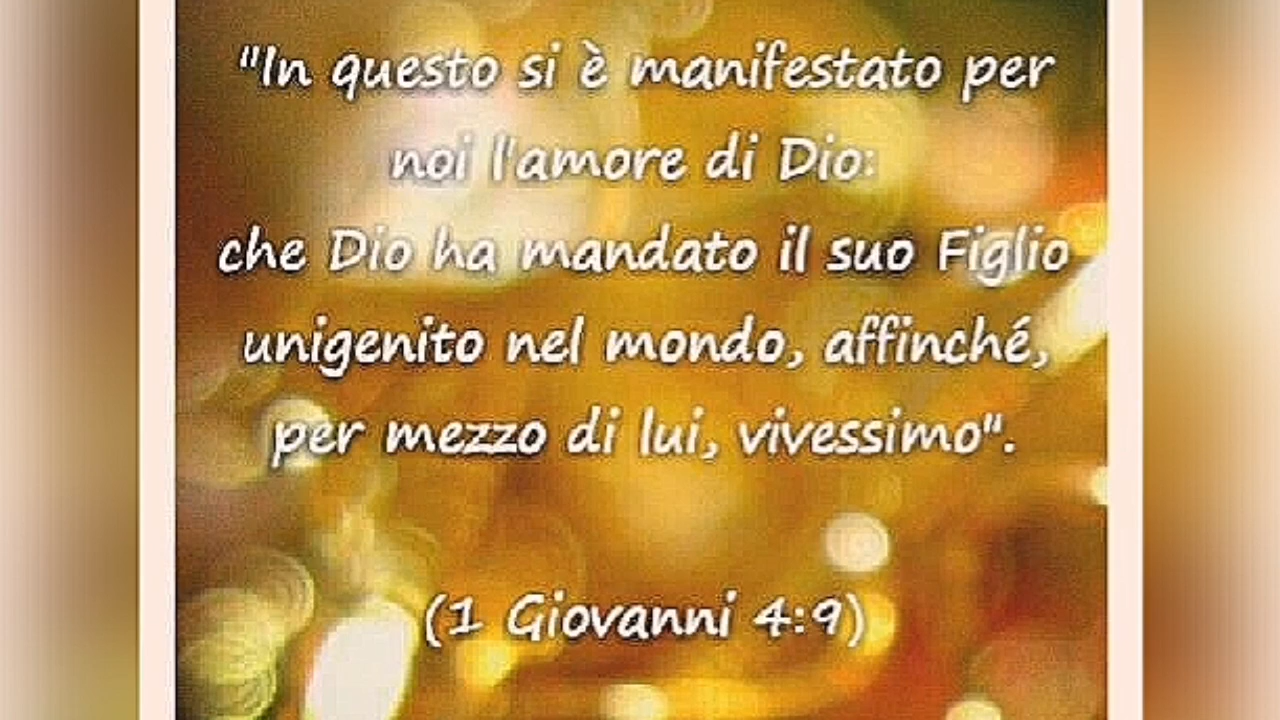 "In questo si è manifestato per
noi l'amore di Dio:
che Dio ha mandato il suo Figlio
unigenito nel mondo, affinché,
per mezzo di lui, vivessimo".
(1 Giovanni 4:9)